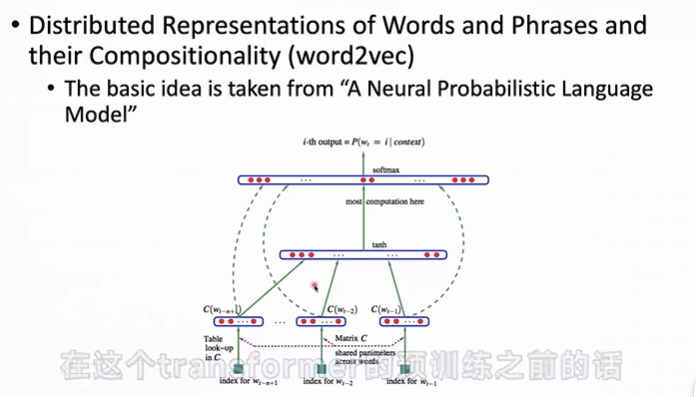 • Distributed Representations of Words and Phrases and
their Compositionality (word2vec)
• The basic idea is taken from “A Neural Probabilistic Language
Model”
i-th output = P(w_t = i | context)
softmax
... ...
most computation here
tanh
... ...
C(w_{t−n+1}) C(w_{t−2}) C(w_{t−1})
... ... ... ...
Table
look-up
in C
Matrix C
shared parameters
across words
index for w_{t−n+1} index for w_{t−2} index for w_{t−1}
在这个transformer的预训练之前的话